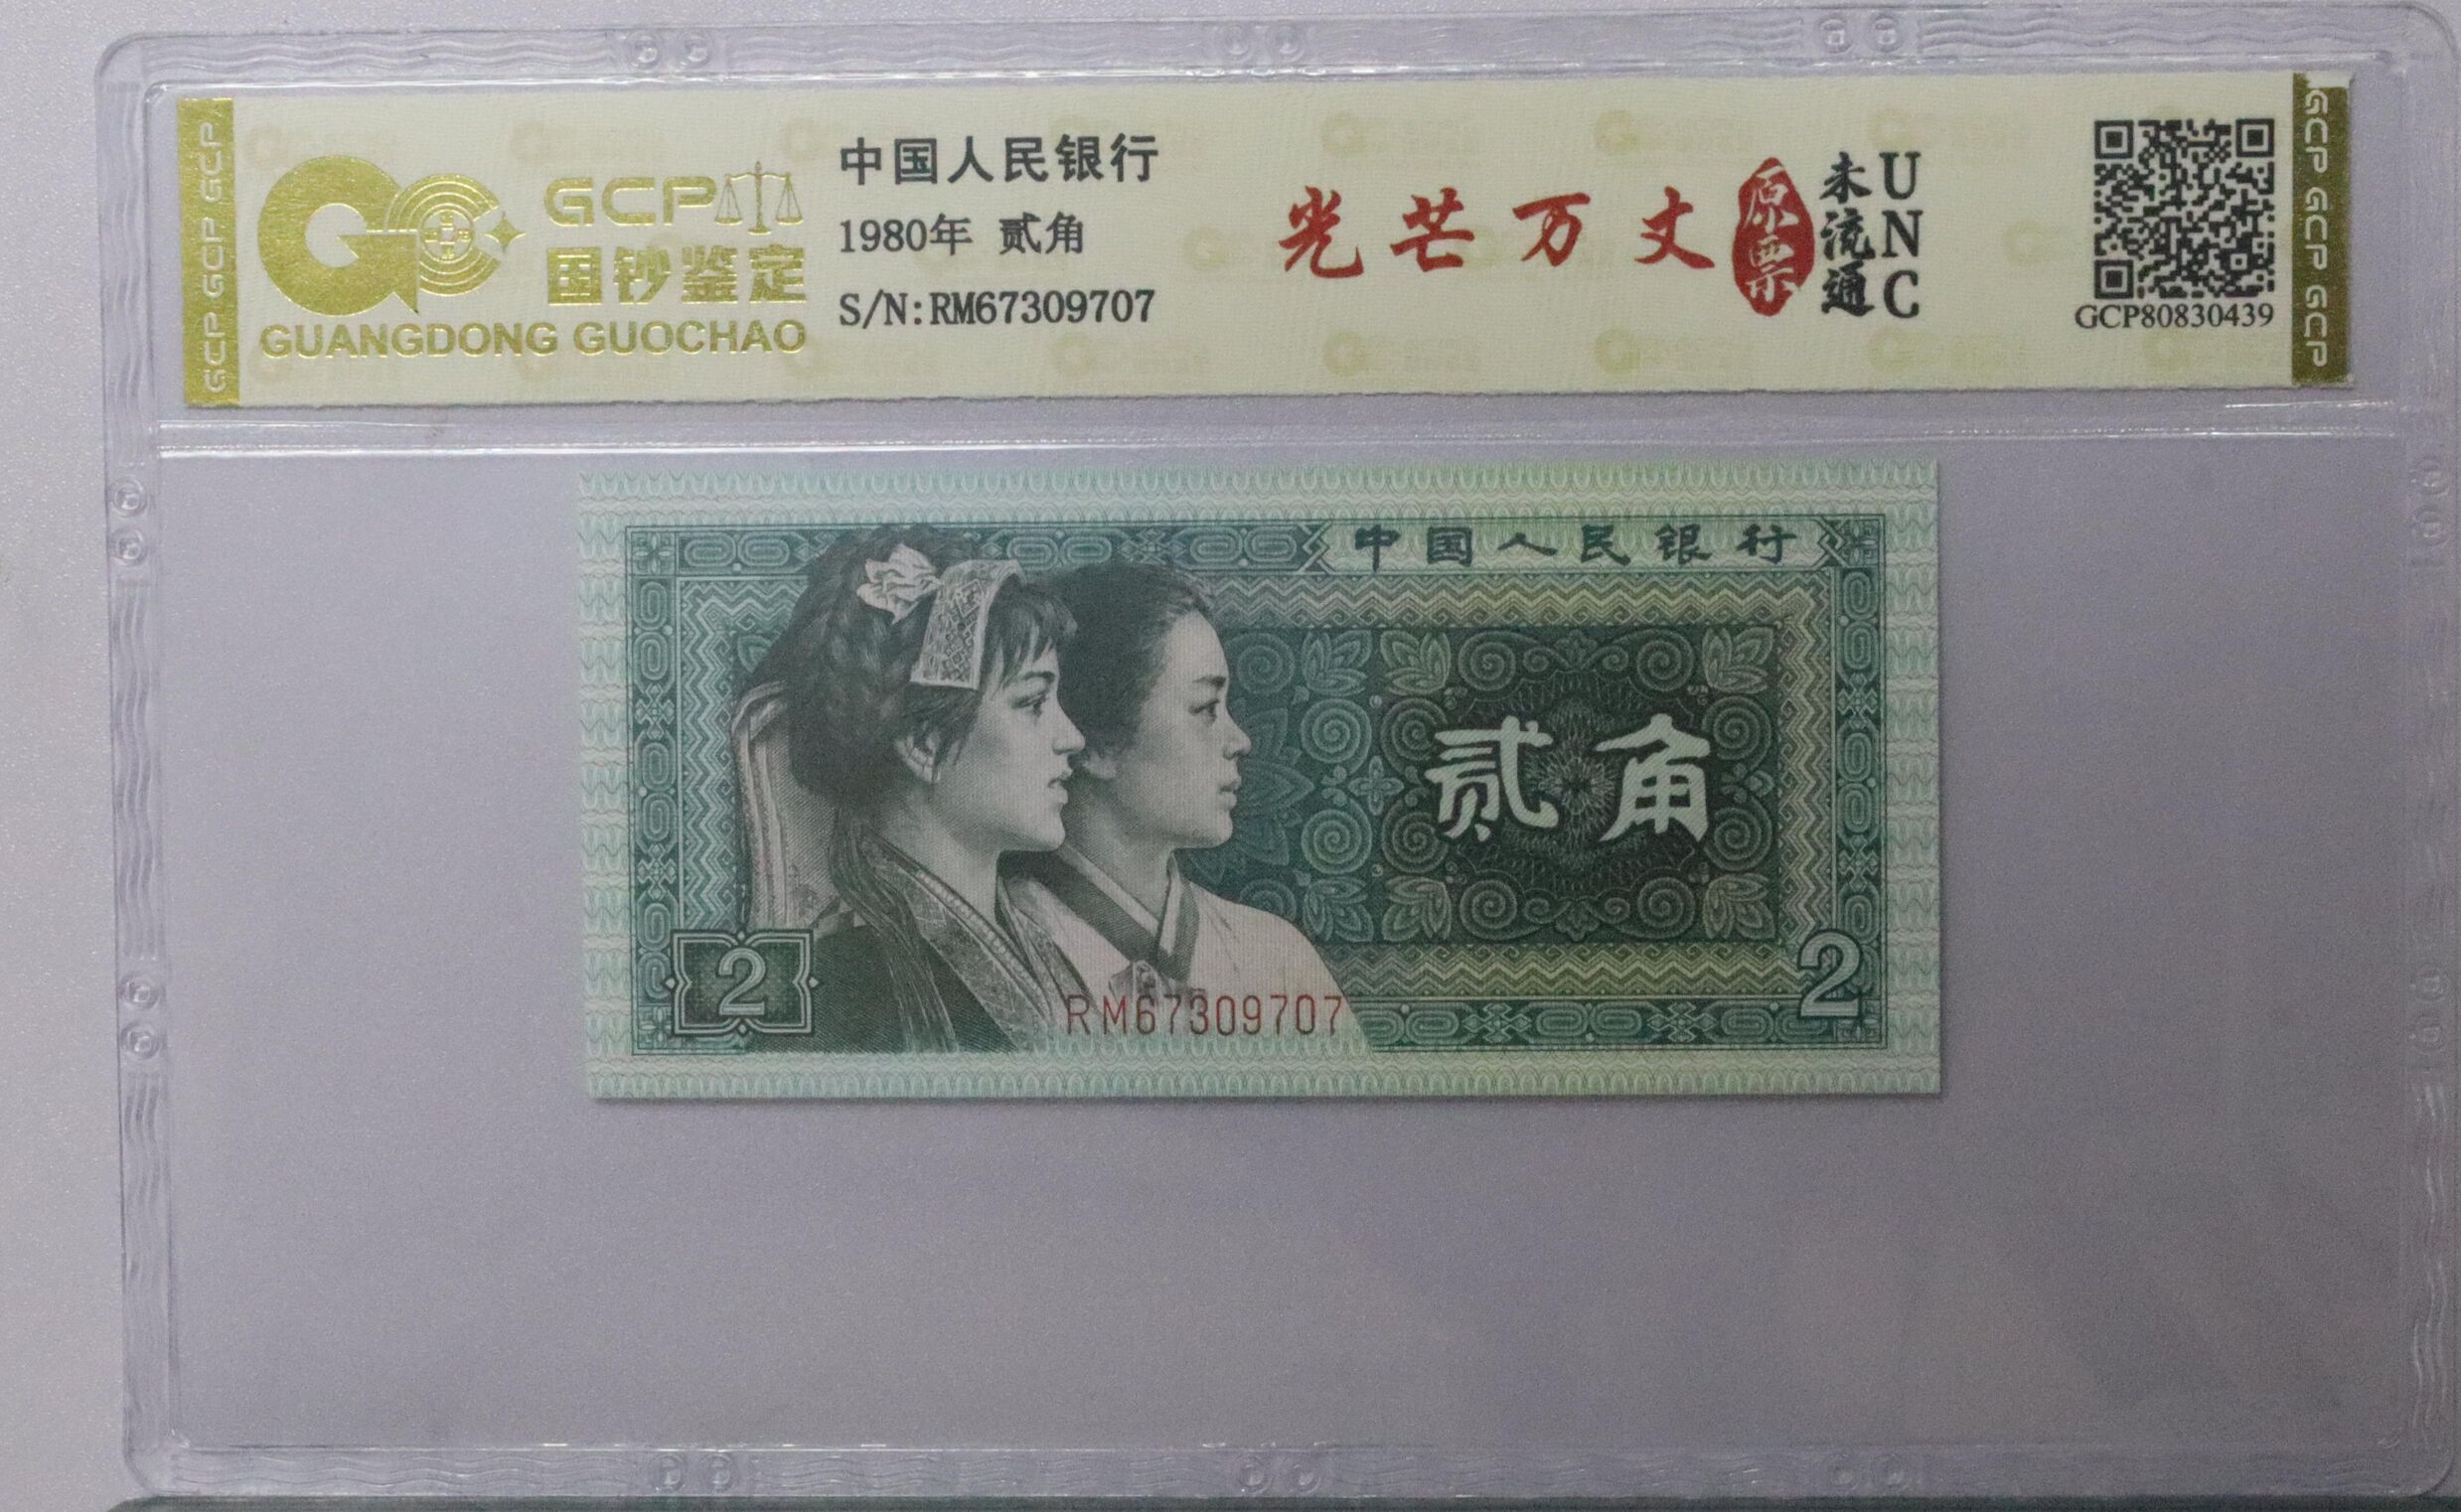 GCP GCP GCP
GCP
国钞鉴定
GUANGDONG GUOCHAO
中国人民银行
1980年 贰角
S/N:RM67309707
光芒万丈
原票
未流通
UNC
GCP80830439
GCP GCP GCP
中国人民银行
贰角
2
2
RM67309707